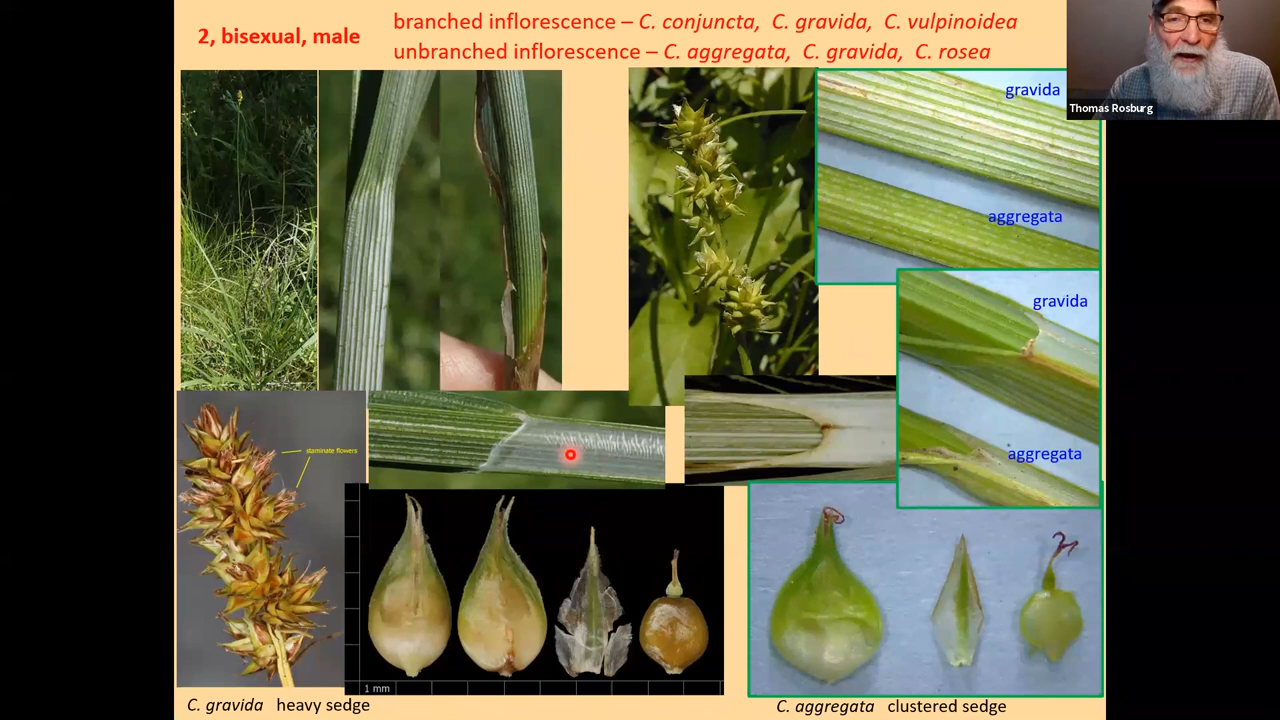 2, bisexual, male
branched inflorescence – C. conjuncta, C. gravida, C. vulpinoidea
unbranched inflorescence – C. aggregata, C. gravida, C. rosea
Thomas Rosburg
gravida
aggregata
gravida
aggregata
staminate flowers
1 mm
C. gravida heavy sedge
C. aggregata clustered sedge